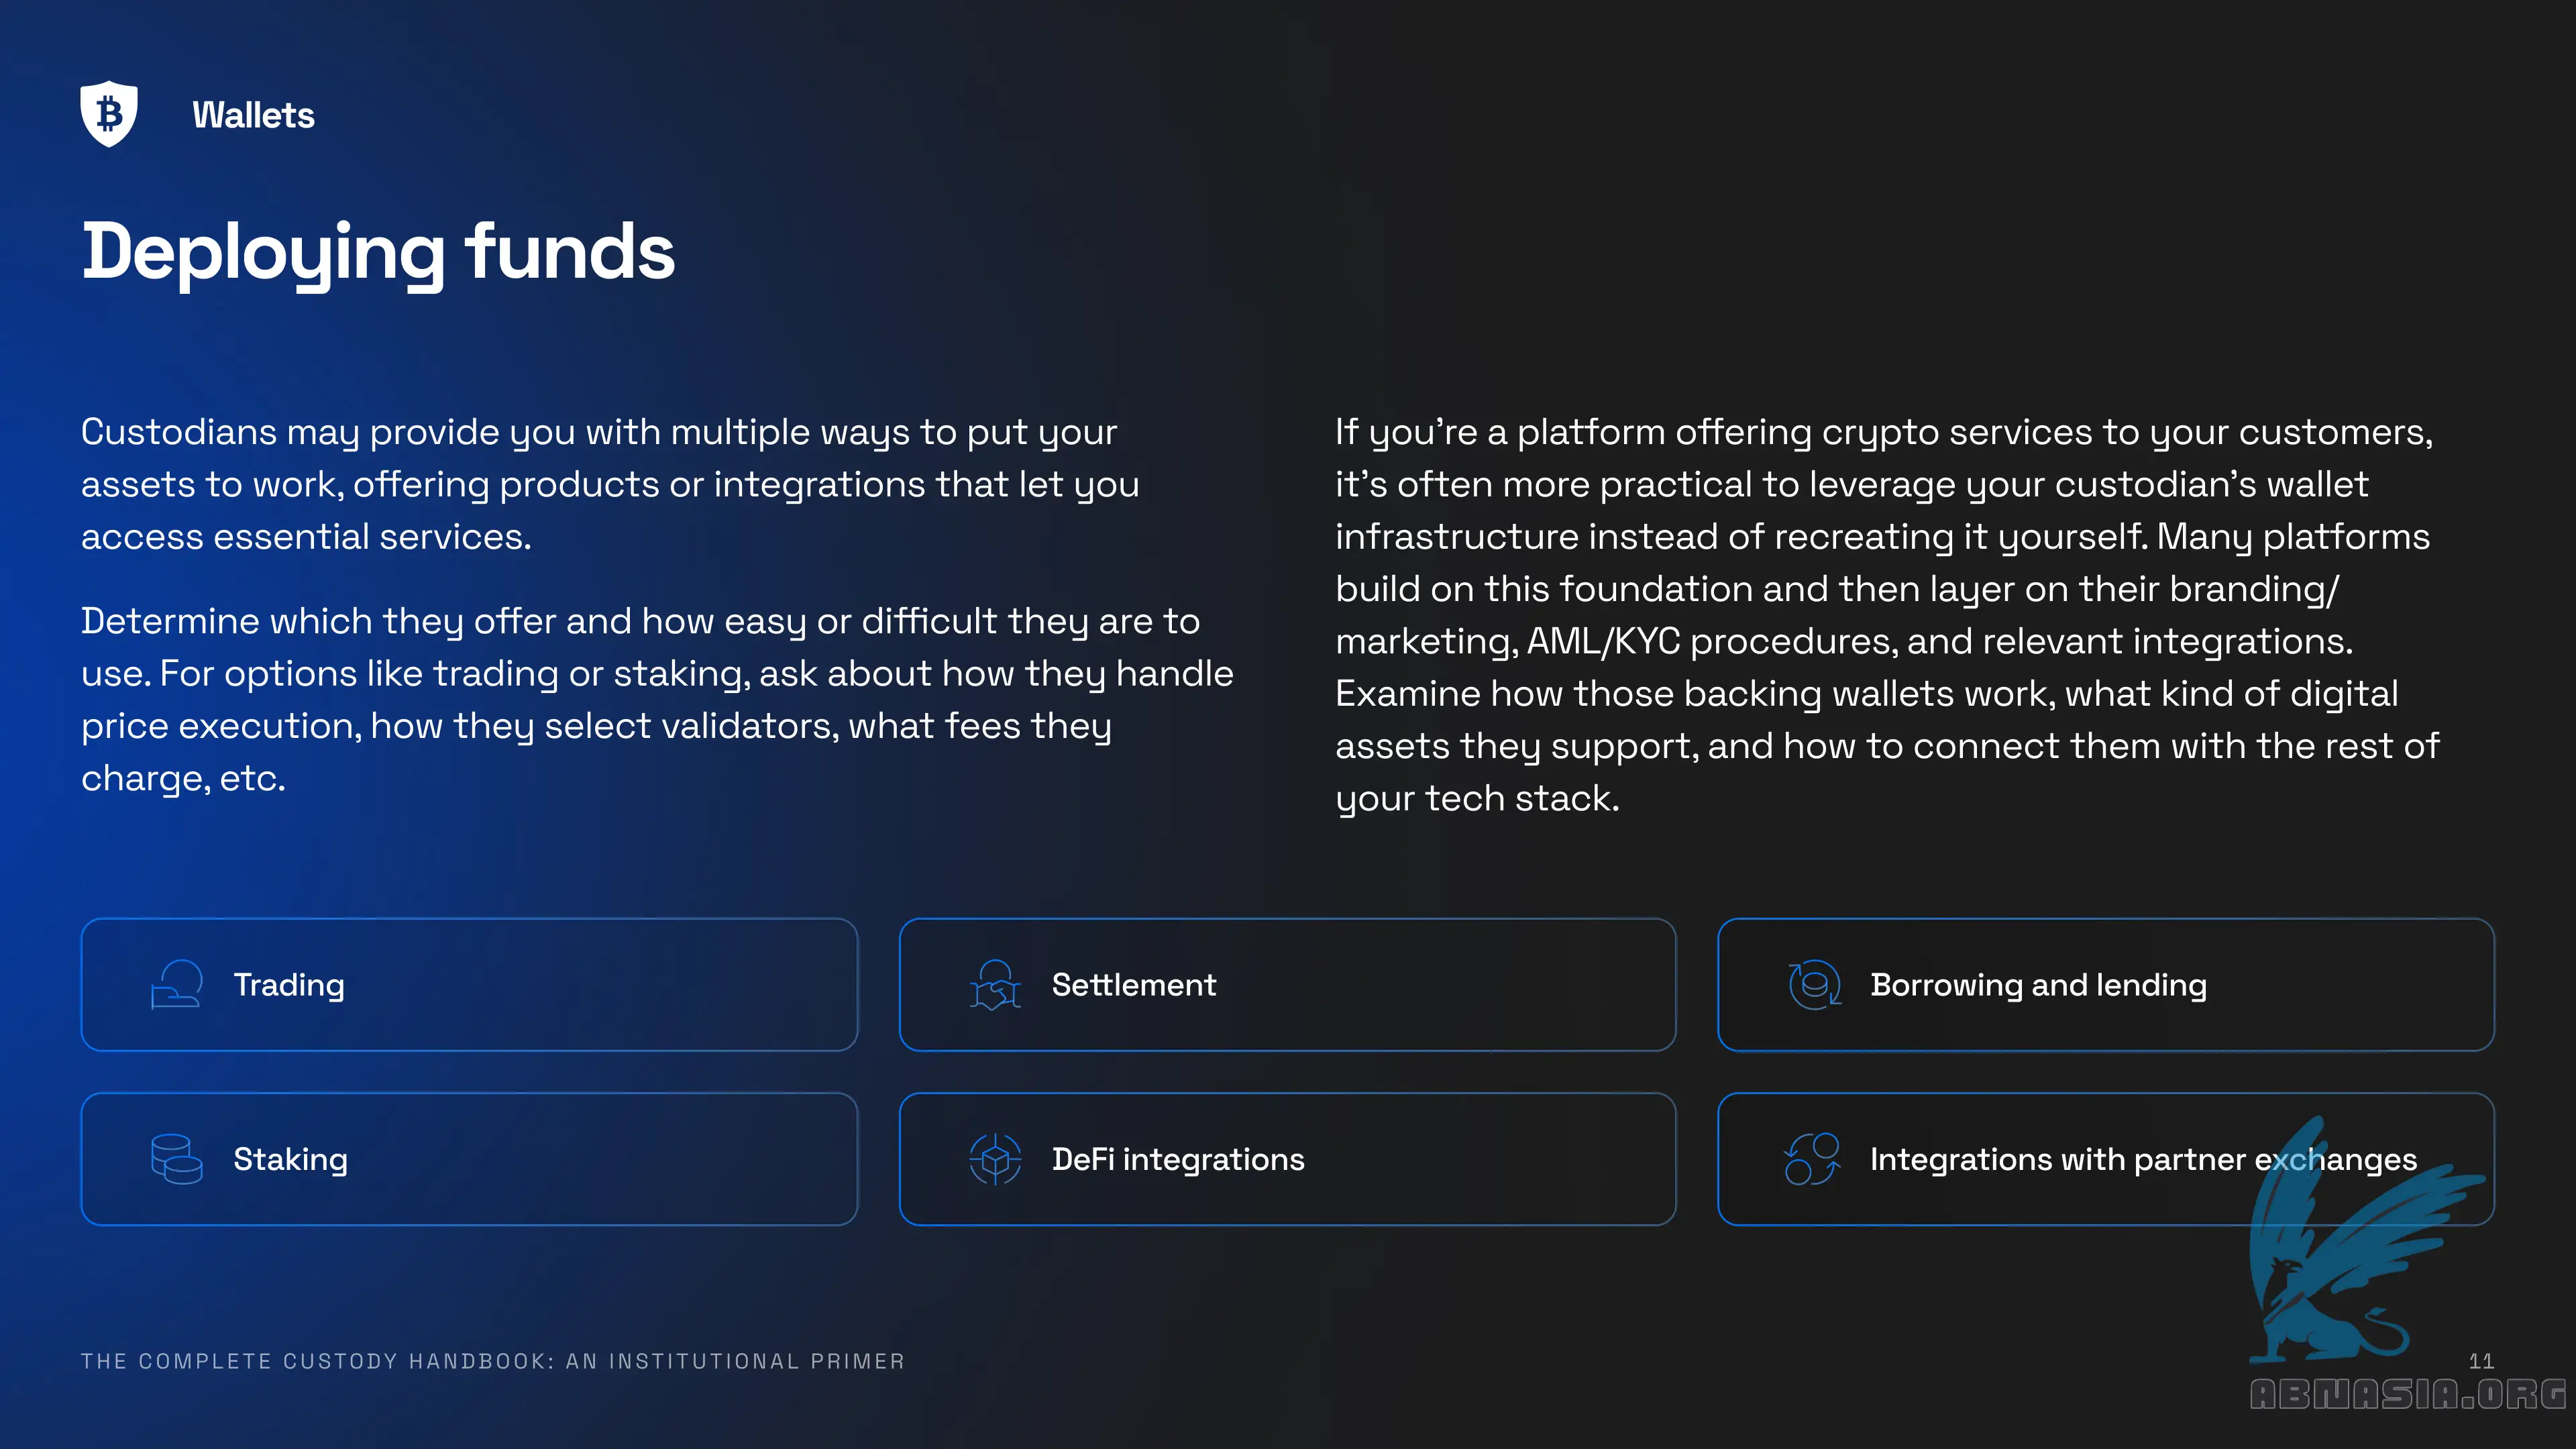 Wallets
Deploying funds
Custodians may provide you with multiple ways to put your
assets to work, offering products or integrations that let you
access essential services.
Determine which they offer and how easy or difficult they are to
use. For options like trading or staking, ask about how they handle
price execution, how they select validators, what fees they
charge, etc.
If you’re a platform offering crypto services to your customers,
it’s often more practical to leverage your custodian’s wallet
infrastructure instead of recreating it yourself. Many platforms
build on this foundation and then layer on their branding/
marketing, AML/KYC procedures, and relevant integrations.
Examine how those backing wallets work, what kind of digital
assets they support, and how to connect them with the rest of
your tech stack.
Trading
Settlement
Borrowing and lending
Staking
DeFi integrations
Integrations with partner exchanges
THE COMPLETE CUSTODY HANDBOOK: AN INSTITUTIONAL PRIMER
11
ABNASIA.ORG